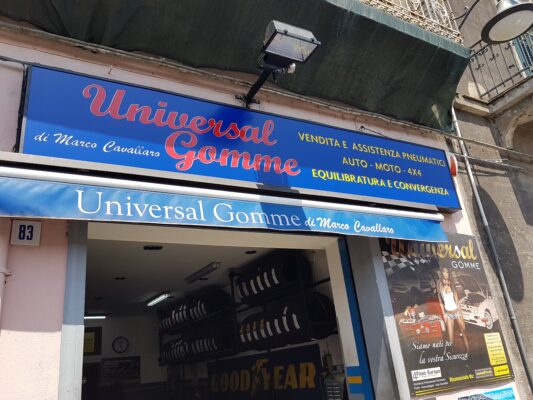 Universal
Gomme
di Marco Cavallaro
VENDITA E ASSISTENZA PNEUMATICI
AUTO - MOTO - 4X4
EQUILIBRATURA E CONVERGENZA
Universal Gomme di Marco Cavallaro
83
Universal
GOMME
Siamo nati per
la vostra Sicurezza
GOODYEAR